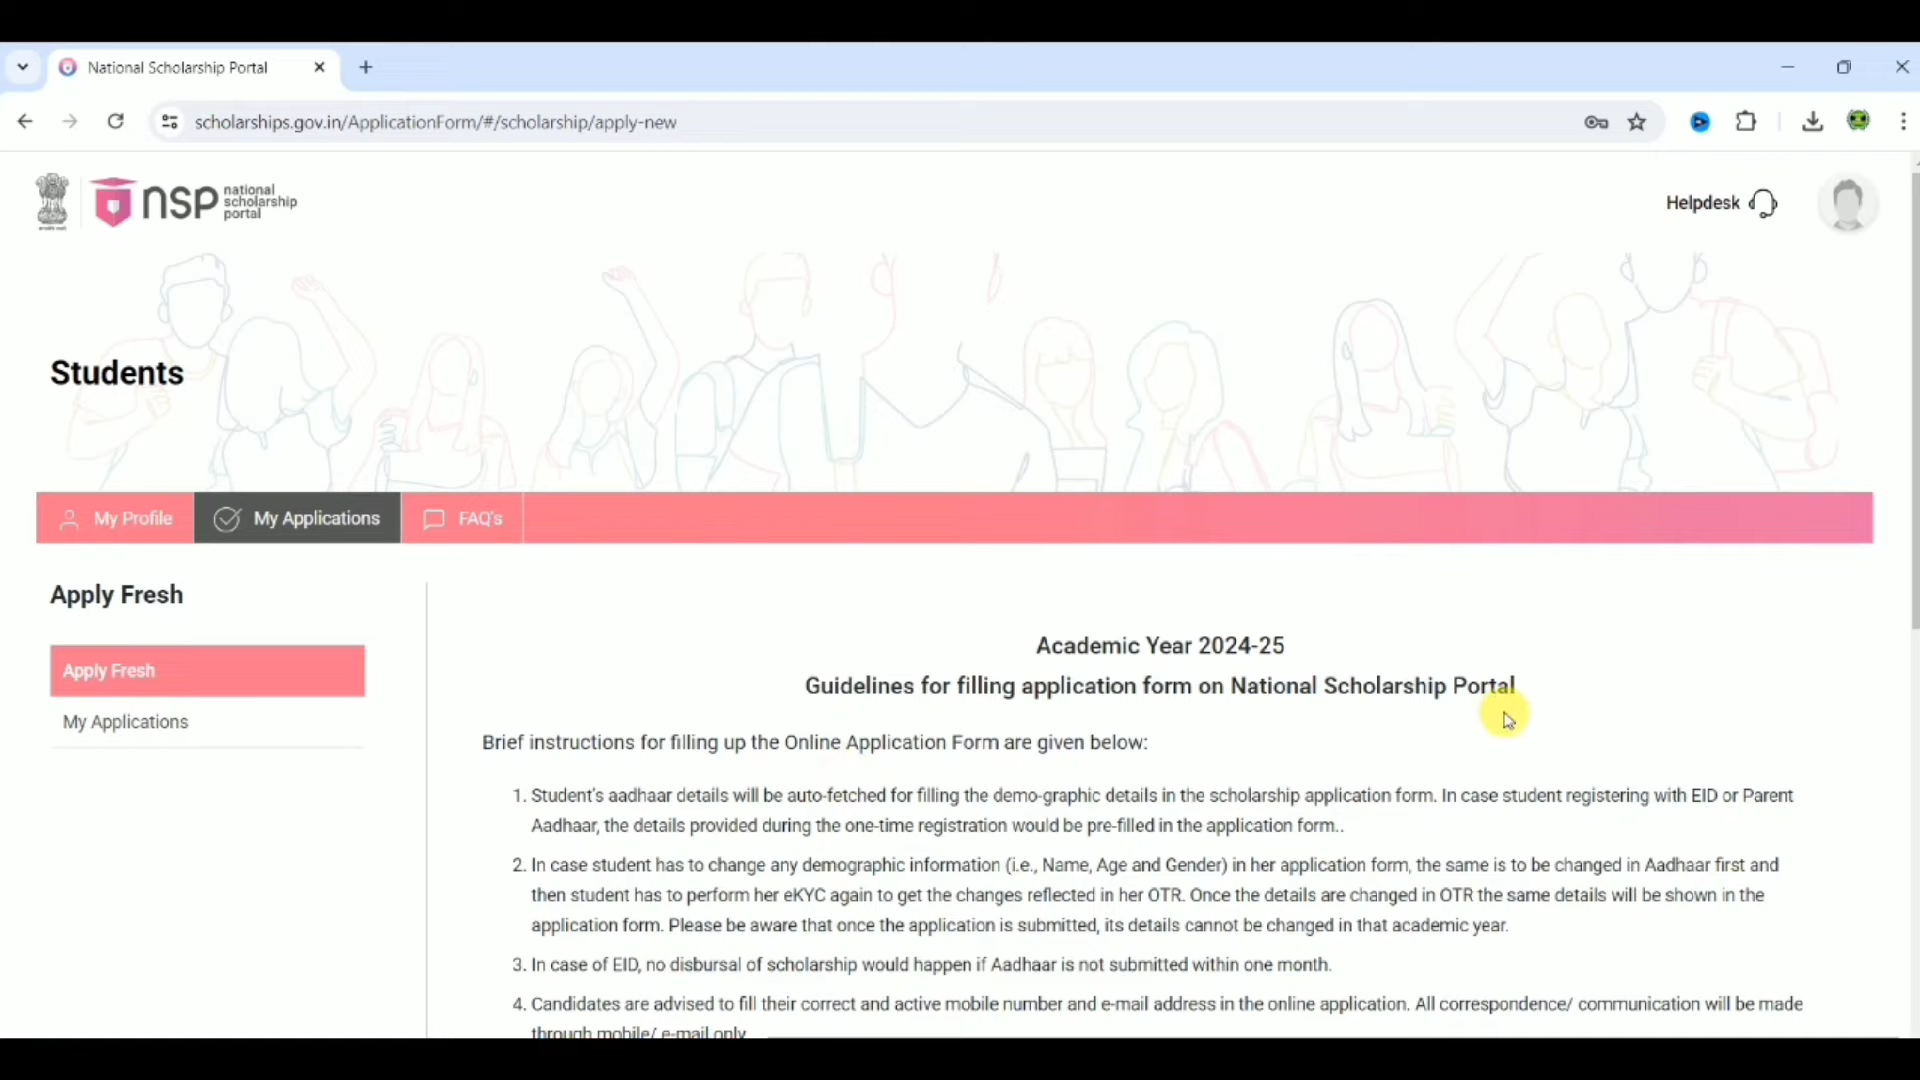 National Scholarship Portal
scholarships.gov.in/ApplicationForm/#/scholarship/apply-new
nsp national
scholarship
portal
Helpdesk
Students
My Profile
My Applications
FAQ's
Apply Fresh
Apply Fresh
My Applications
Academic Year 2024-25
Guidelines for filling application form on National Scholarship Portal
Brief instructions for filling up the Online Application Form are given below:
1. Student's aadhaar details will be auto-fetched for filling the demo-graphic details in the scholarship application form. In case student registering with EID or Parent
Aadhaar, the details provided during the one-time registration would be pre-filled in the application form..
2. In case student has to change any demographic information (i.e., Name, Age and Gender) in her application form, the same is to be changed in Aadhaar first and
then student has to perform her eKYC again to get the changes reflected in her OTR. Once the details are changed in OTR the same details will be shown in the
application form. Please be aware that once the application is submitted, its details cannot be changed in that academic year.
3. In case of EID, no disbursal of scholarship would happen if Aadhaar is not submitted within one month.
4. Candidates are advised to fill their correct and active mobile number and e-mail address in the online application. All correspondence/ communication will be made
through mobile/ e-mail only